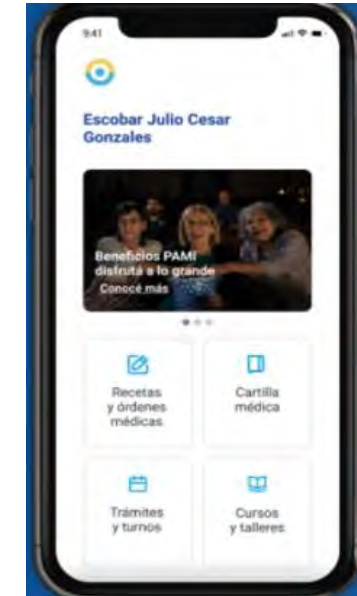 9:41
Escobar Julio Cesar
Gonzales
Beneficios PAMI
disfrutá a lo grande
Conocé más
Recetas
y órdenes
médicas
Cartilla
médica
Trámites
y turnos
Cursos
y talleres